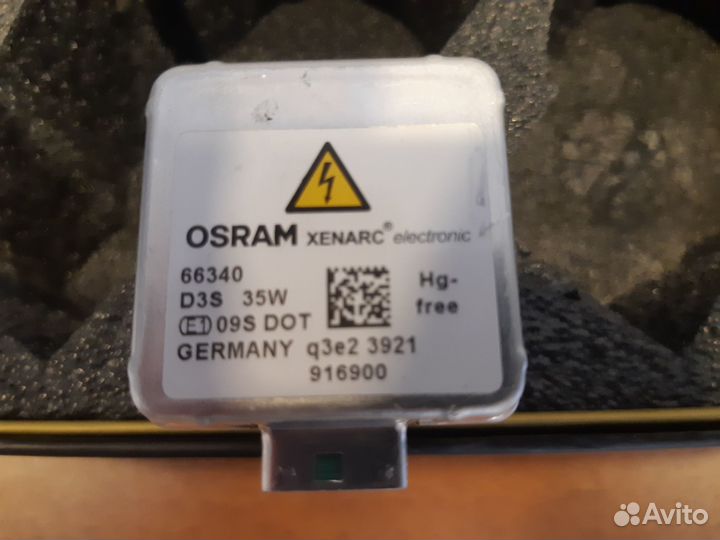 OSRAM XENARC® electronic
66340
D3S 35W
Hg-
free
E1 09S DOT
GERMANY q3e2 3921
916900
Avito